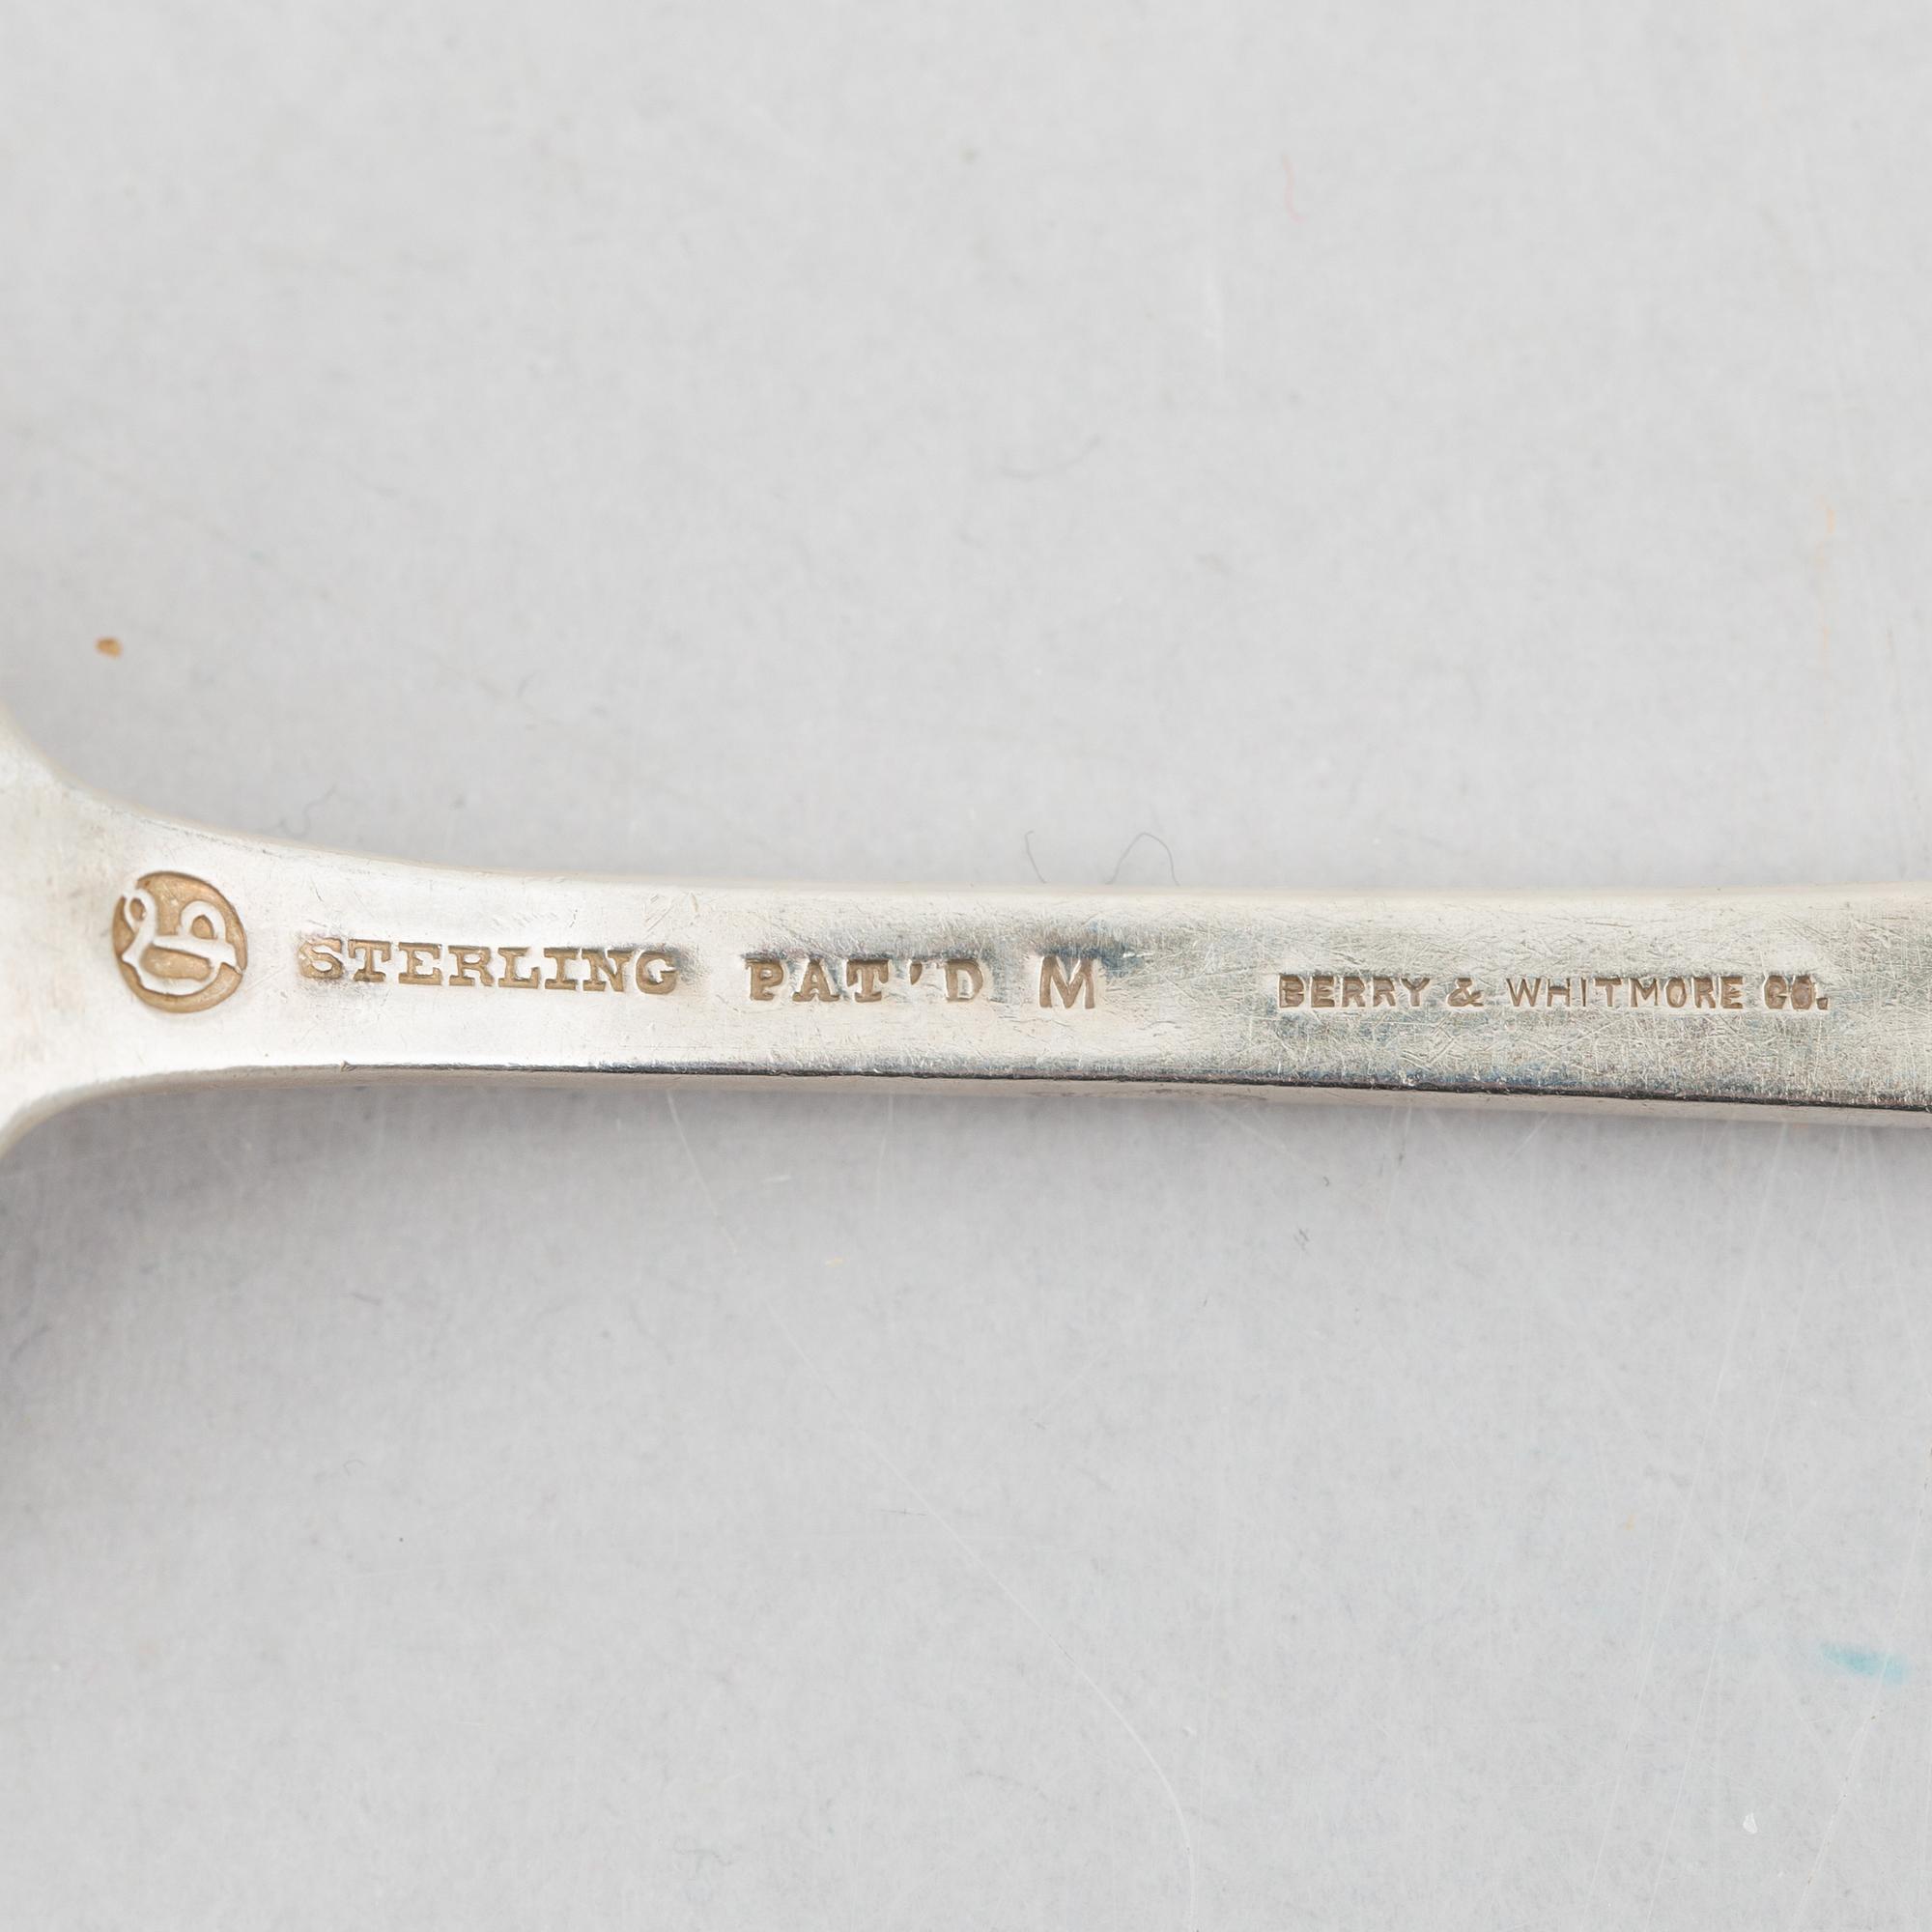 STERLING PAT'D M BERRY & WHITMORE CO.